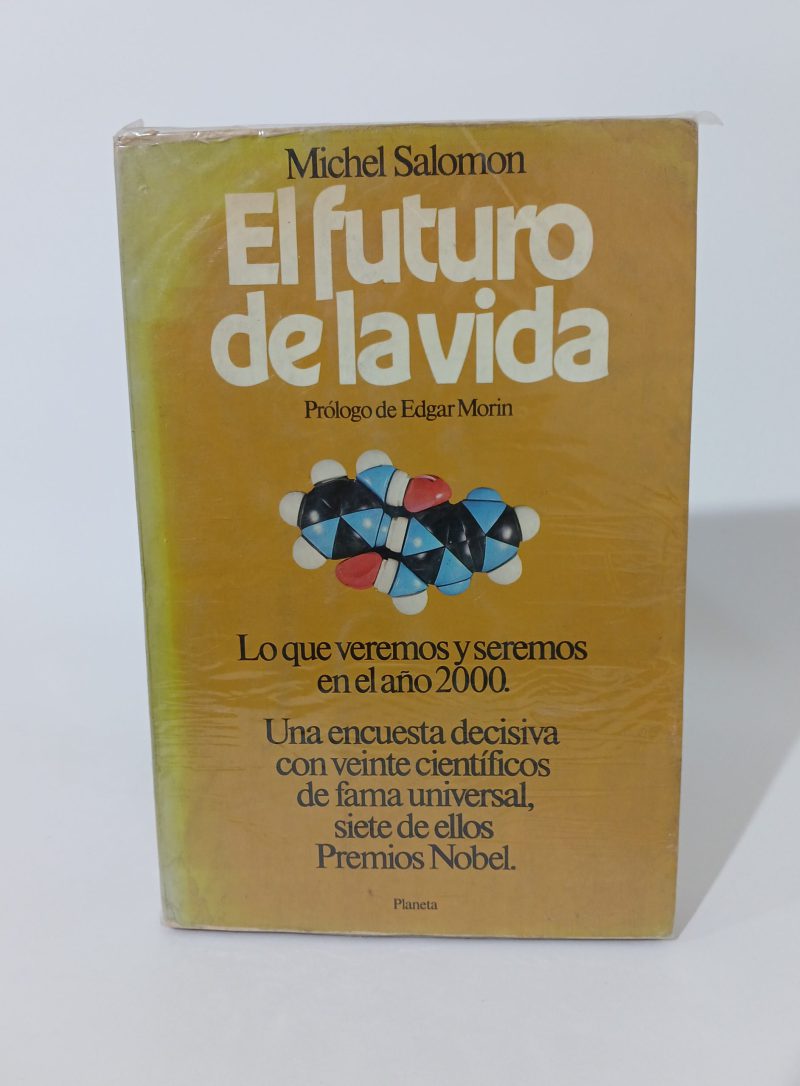 Michel Salomon
El futuro
de la vida
Prólogo de Edgar Morin
Lo que veremos y seremos
en el año 2000.
Una encuesta decisiva
con veinte científicos
de fama universal,
siete de ellos
Premios Nobel.
Planeta